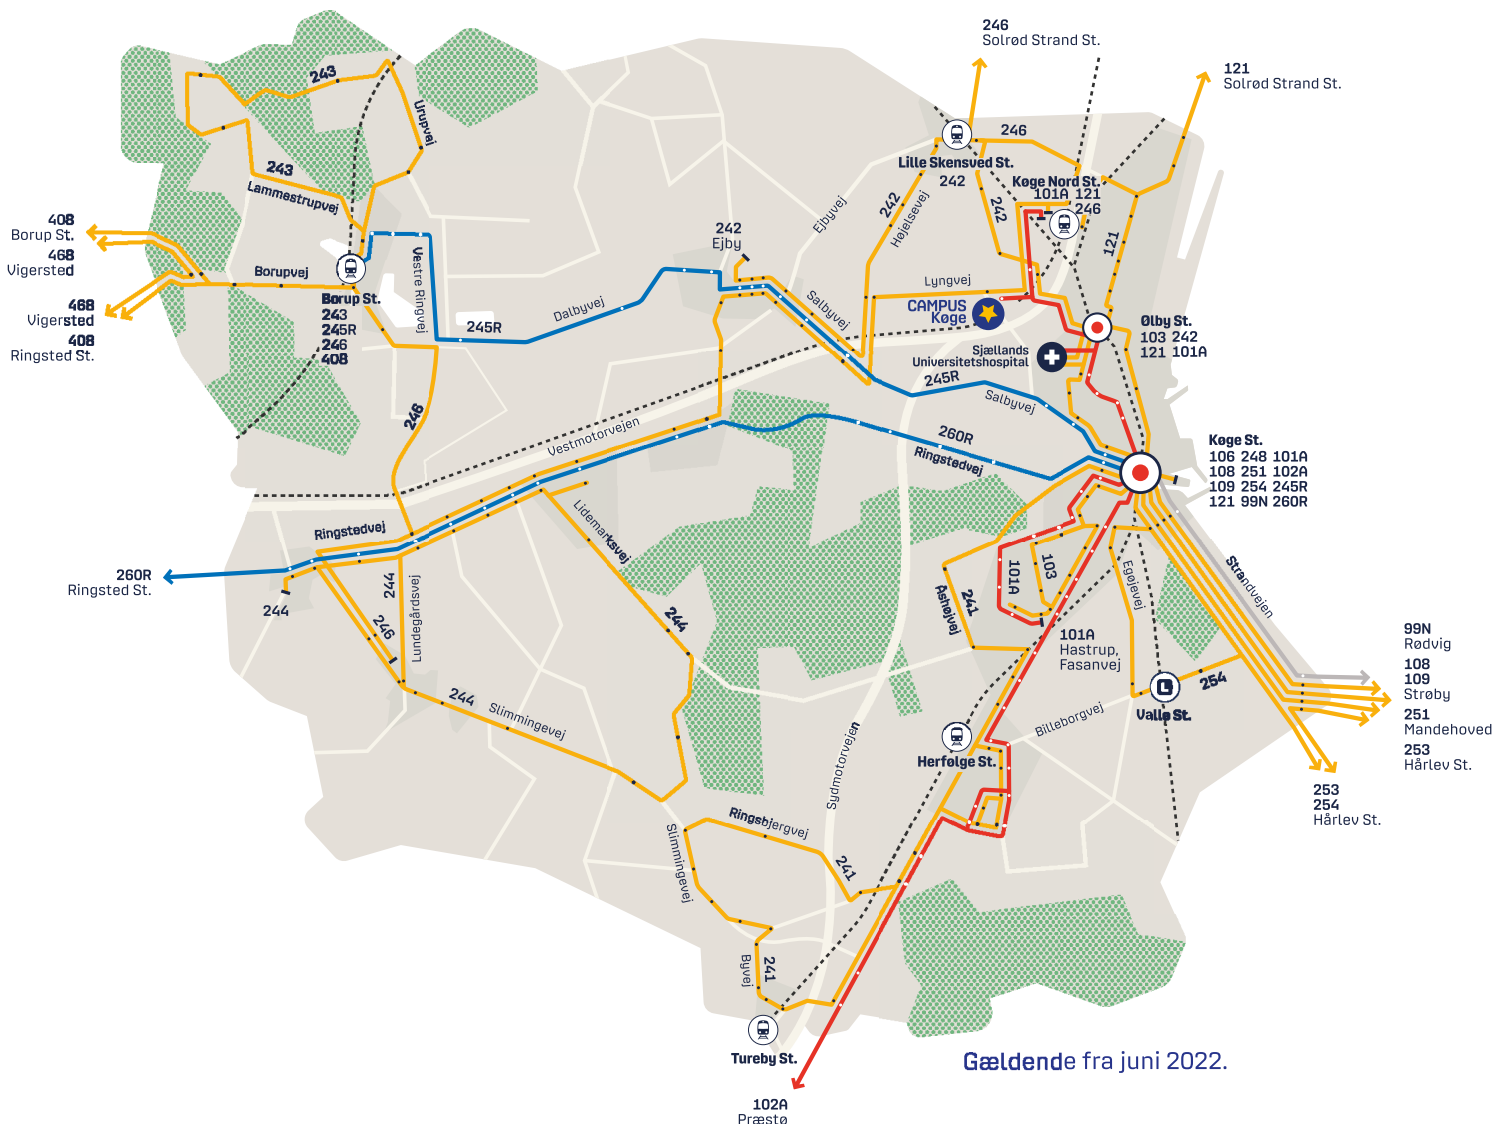 246
Solrød Strand St.
121
Solrød Strand St.
243
Urupvej
243
Lammestrupvej
246
Lille Skensved St.
242
Køge Nord St.
101A 121
246
242
Højelsevej
242
Ejbyvej
121
408
Borup St.
468
Vigersted
468
Vigersted
408
Ringsted St.
Borupvej
Borup St.
243
245R
246
408
Vestre Ringvej
245R
Dalbyvej
242
Ejby
Salbyvej
Lyngvej
CAMPUS
Køge
Sjællands
Universitetshospital
Ølby St.
103 242
121 101A
245R
Salbyvej
246
Vestmotorvejen
260R
Ringstedvej
Køge St.
106 248 101A
108 251 102A
109 254 245R
121 99N 260R
Ringstedvej
Lidemarksvej
260R
Ringsted St.
244
244
Lundegårdsvej
246
244
241
Åshøjvej
101A
103
Egøjevej
Strandvejen
101A
Hastrup,
Fasanvej
254
Vallø St.
Billeborgvej
99N
Rødvig
108
109
Strøby
251
Mandehoved
253
Hårlev St.
253
254
Hårlev St.
244
Slimmingevej
Sydmotorvejen
Herfølge St.
Ringsbjergvej
241
Slimmingevej
241
Byvej
Tureby St.
102A
Præstø
Gældende fra juni 2022.